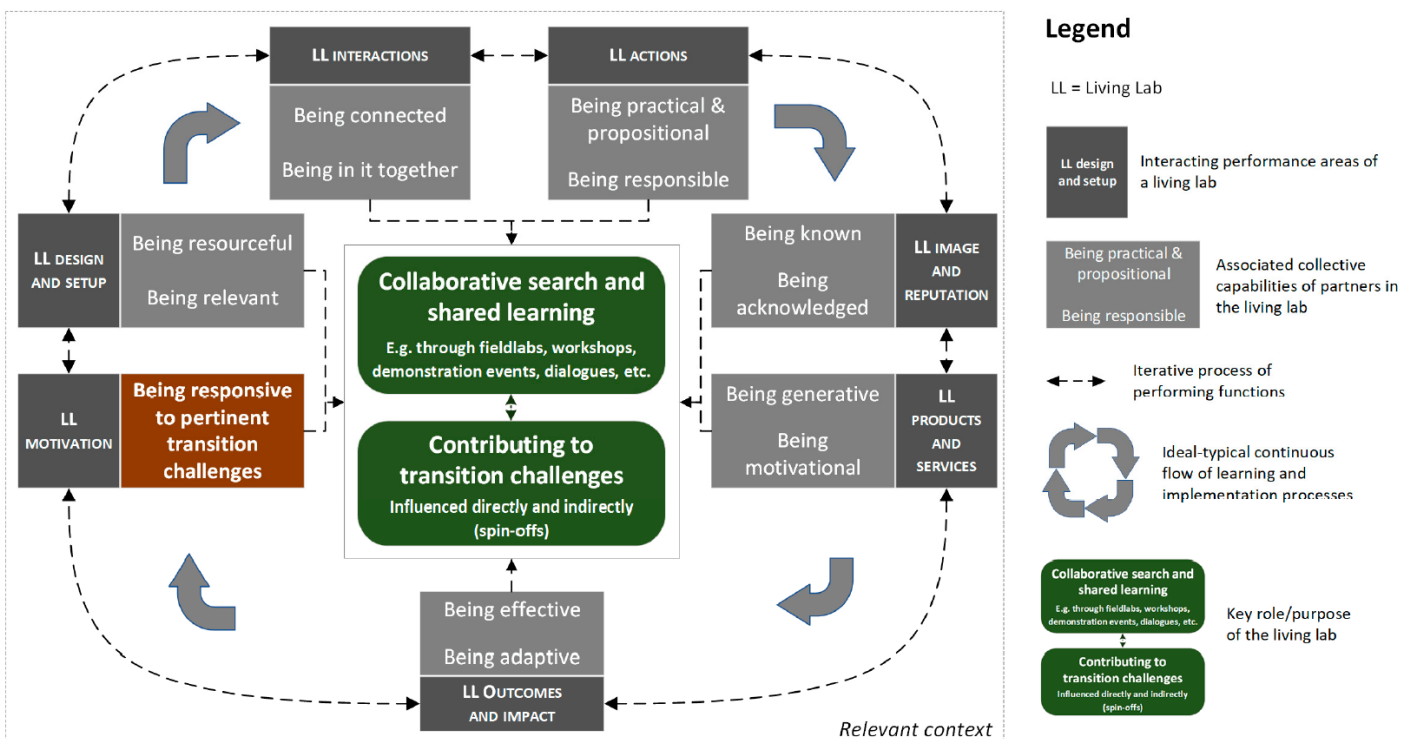 LL INTERACTIONS
LL ACTIONS
Being connected
Being in it together
Being practical &
propositional
Being responsible
LL DESIGN
AND SETUP
Being resourceful
Being relevant
LL
MOTIVATION
Being responsive
to pertinent
transition
challenges
Collaborative search and
shared learning
E.g. through fieldlabs, workshops,
demonstration events, dialogues, etc.
Contributing to
transition challenges
Influenced directly and indirectly
(spin-offs)
Being known
Being
acknowledged
LL IMAGE
AND
REPUTATION
Being generative
Being
motivational
LL
PRODUCTS
AND
SERVICES
Being effective
Being adaptive
LL OUTCOMES
AND IMPACT
Relevant context
Legend
LL = Living Lab
LL design
and setup
Interacting performance areas of
a living lab
Being practical &
propositional
Being responsible
Associated collective
capabilities of partners in
the living lab
Iterative process of
performing functions
Ideal-typical continuous
flow of learning and
implementation processes
Collaborative search and
shared learning
E.g. through fieldlabs, workshops,
demonstration events, dialogues, etc.
Contributing to
transition challenges
Influenced directly and indirectly
(spin-offs)
Key role/purpose
of the living lab